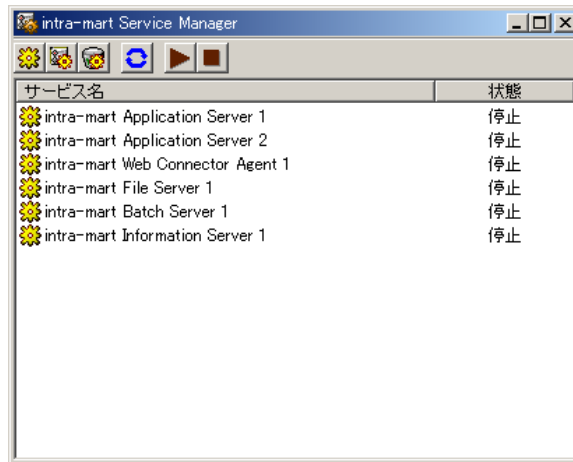 intra-mart Service Manager
サービス名 状態
intra-mart Application Server 1 停止
intra-mart Application Server 2 停止
intra-mart Web Connector Agent 1 停止
intra-mart File Server 1 停止
intra-mart Batch Server 1 停止
intra-mart Information Server 1 停止